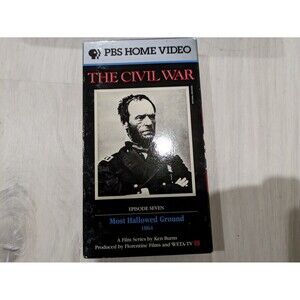 PBS HOME VIDEO
THE CIVIL WAR
EPISODE SEVEN
Most Hallowed Ground
1864
A Film Series by Ken Burns
Produced by Florentine Films and WETA-TV